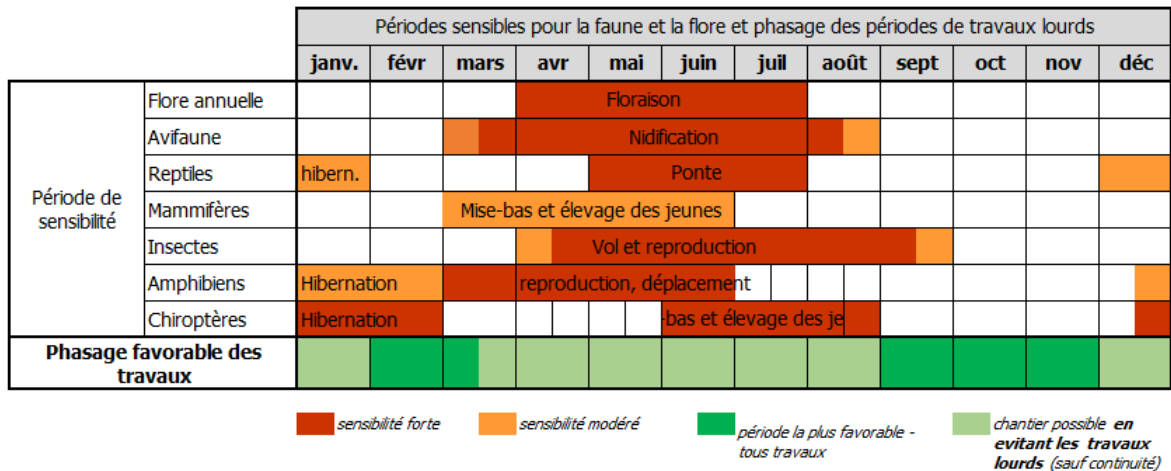 Périodes sensibles pour la faune et la flore et phasage des périodes de travaux lourds
janv. févr mars avr mai juin juil août sept oct nov déc
Période de sensibilité
Flore annuelle Floraison
Avifaune Nidification
Reptiles hibern. Ponte
Mammifères Mise-bas et élevage des jeunes
Insectes Vol et reproduction
Amphibiens Hibernation reproduction, déplacement
Chiroptères Hibernation -bas et élevage des je
Phasage favorable des
travaux
sensibilité forte
sensibilité modéré
période la plus favorable -
tous travaux
chantier possible en
evitant les travaux
lourds (sauf continuité)